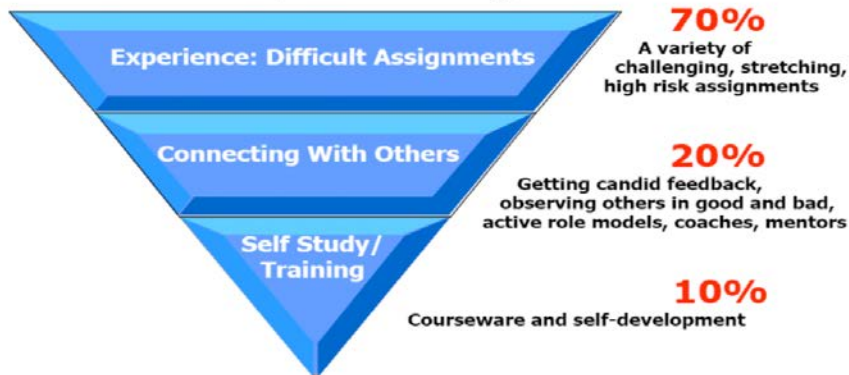 70%
Experience: Difficult Assignments
A variety of
challenging, stretching,
high risk assignments
Connecting With Others
20%
Getting candid feedback,
observing others in good and bad,
active role models, coaches, mentors
Self Study/
Training
10%
Courseware and self-development